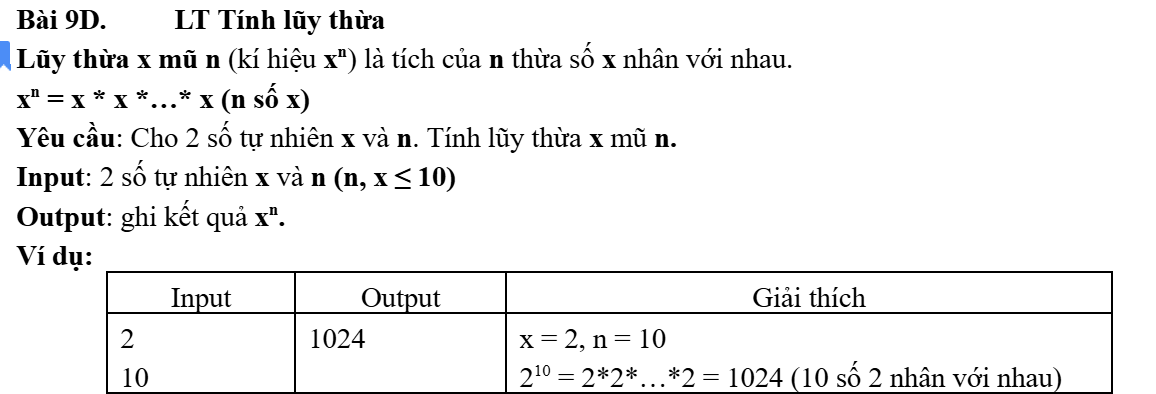 Bài 9D. LT Tính lũy thừa
Lũy thừa x mũ n (kí hiệu xⁿ) là tích của n thừa số x nhân với nhau.
xⁿ = x * x *…* x (n số x)
Yêu cầu: Cho 2 số tự nhiên x và n. Tính lũy thừa x mũ n.
Input: 2 số tự nhiên x và n (n, x ≤ 10)
Output: ghi kết quả xⁿ.
Ví dụ:
Input Output Giải thích
2 1024 x = 2, n = 10
10 2¹⁰ = 2*2*…*2 = 1024 (10 số 2 nhân với nhau)